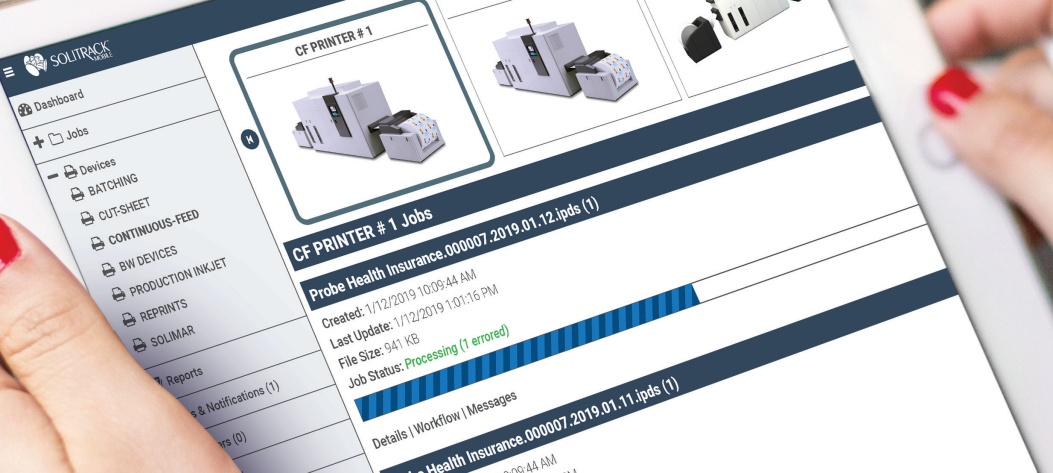 SOLITRACK
MOBILE
Dashboard
Jobs
Devices
BATCHING
CUT-SHEET
CONTINUOUS-FEED
BW DEVICES
PRODUCTION INKJET
REPRINTS
SOLIMAR
Reports
& Notifications (1)
(0)
CF PRINTER # 1
CF PRINTER # 1 Jobs
Probe Health Insurance.000007.2019.01.12.ipds (1)
Created: 1/12/2019 10:09:44 AM
Last Update: 1/12/2019 1:01:16 PM
File Size: 941 KB
Job Status: Processing (1 errored)
Details | Workflow | Messages
Health Insurance.000007.2019.01.11.ipds (1)
:09:44 AM